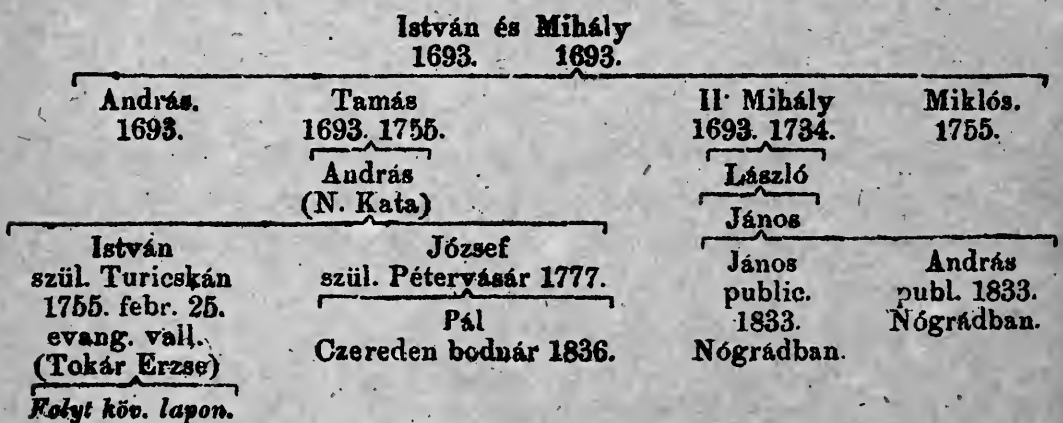 István és Mihály
1693. 1693.
András. Tamás II· Mihály Miklós.
1693. 1693. 1755. 1693. 1734. 1755.
András László
(N. Kata) János
István József János András
szül. Turicskán szül. Pétervásár 1777. public. publ. 1833.
1755. febr. 25. Pál 1833. Nógrádban.
evang. vall. Czereden bodnár 1836. Nógrádban.
(Tokár Erzse)
Folyt köv. lapon.